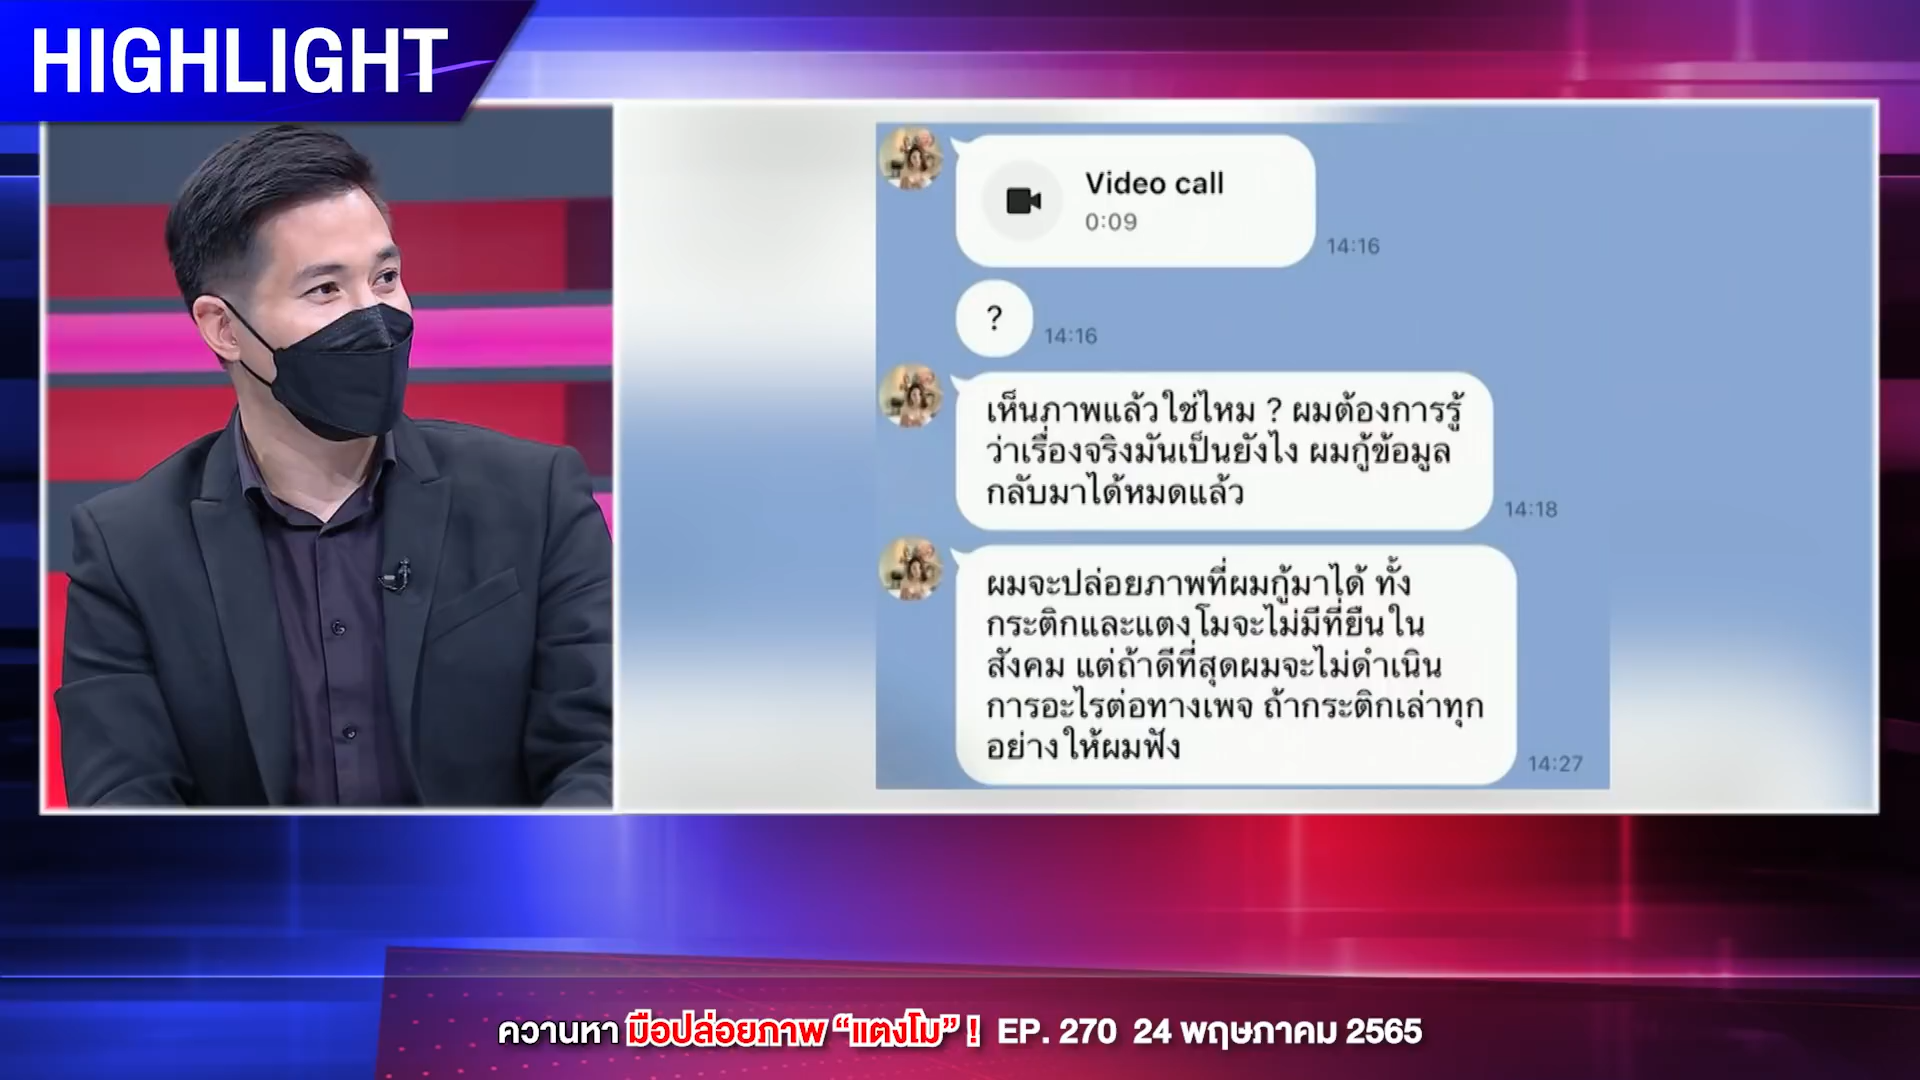 HIGHLIGHT
Video call
0:09
14:16
?
14:16
เห็นภาพแล้วใช่ไหม ? ผมต้องการรู้
ว่าเรื่องจริงมันเป็นยังไง ผมกู้ข้อมูล
กลับมาได้หมดแล้ว
14:18
ผมจะปล่อยภาพที่ผมกู้มาได้ ทั้ง
กระติกและแตงโมจะไม่มีที่ยืนใน
สังคม แต่ถ้าดีที่สุดผมจะไม่ดำเนิน
การอะไรต่อทางเพจ ถ้ากระติกเล่าทุก
อย่างให้ผมฟัง
14:27
ควานหา มือปล่อยภาพ “แตงโม” ! EP. 270 24 พฤษภาคม 2565